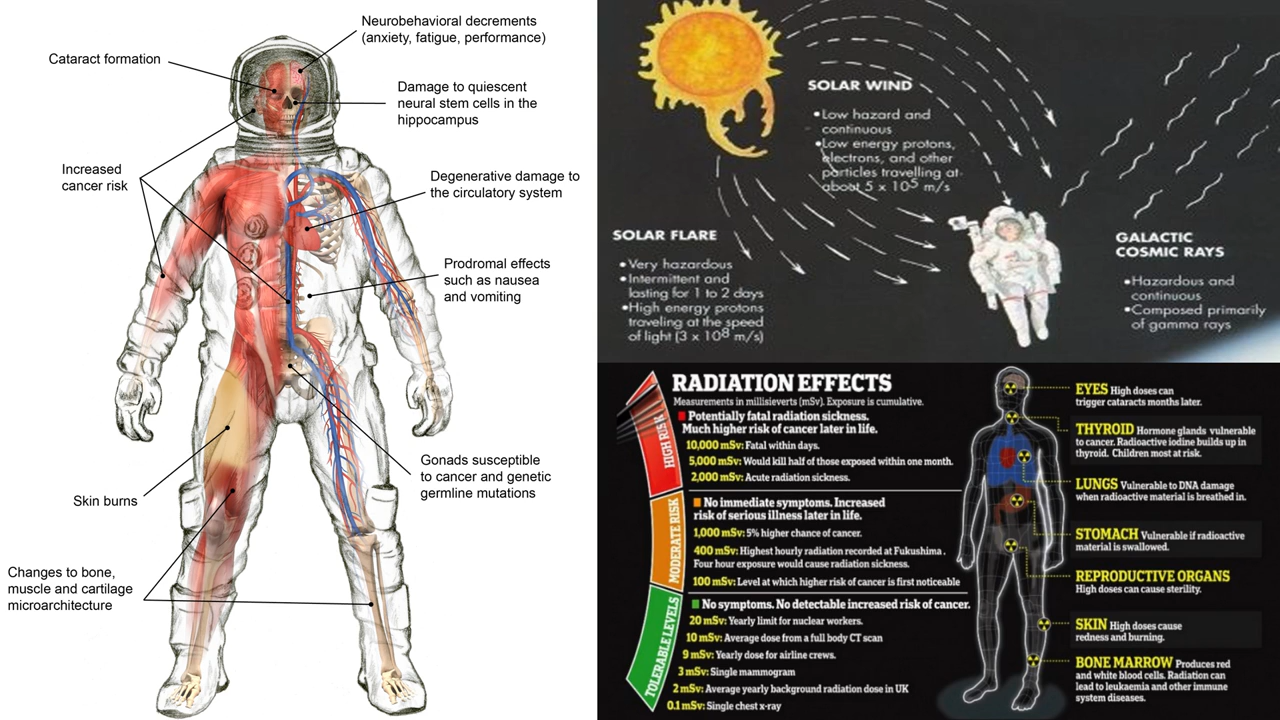 Neurobehavioral decrements
(anxiety, fatigue, performance)
Cataract formation
Damage to quiescent
neural stem cells in the
hippocampus
Increased
cancer risk
Degenerative damage to
the circulatory system
Prodromal effects
such as nausea
and vomiting
Gonads susceptible
to cancer and genetic
germline mutations
Skin burns
Changes to bone,
muscle and cartilage
microarchitecture
SOLAR WIND
•Low hazard and
continuous
•Low energy protons,
electrons, and other
particles travelling at
about 5 x 10⁵ m/s
SOLAR FLARE
•Very hazardous
•Intermittent and
lasting for 1 to 2 days
•High energy protons
traveling at the speed
of light (3 x 10⁸ m/s)
GALACTIC
COSMIC RAYS
•Hazardous and
continuous
•Composed primarily
of gamma rays
RADIATION EFFECTS
Measurements in millisieverts (mSv). Exposure is cumulative.
HIGH RISK
Potentially fatal radiation sickness.
Much higher risk of cancer later in life.
10,000 mSv: Fatal within days.
5,000 mSv: Would kill half of those exposed within one month.
2,000 mSv: Acute radiation sickness.
MODERATE RISK
No immediate symptoms. Increased
risk of serious illness later in life.
1,000 mSv: 5% higher chance of cancer.
400 mSv: Highest hourly radiation recorded at Fukushima.
Four hour exposure would cause radiation sickness.
100 mSv: Level at which higher risk of cancer is first noticeable
TOLERABLE LEVELS
No symptoms. No detectable increased risk of cancer.
20 mSv: Yearly limit for nuclear workers.
10 mSv: Average dose from a full body CT scan
9 mSv: Yearly dose for airline crews.
3 mSv: Single mammogram
2 mSv: Average yearly background radiation dose in UK
0.1 mSv: Single chest x-ray
EYES High doses can
trigger cataracts months later.
THYROID Hormone glands vulnerable
to cancer. Radioactive iodine builds up in
thyroid. Children most at risk.
LUNGS Vulnerable to DNA damage
when radioactive material is breathed in.
STOMACH Vulnerable if radioactive
material is swallowed.
REPRODUCTIVE ORGANS
High doses can cause sterility.
SKIN High doses cause
redness and burning.
BONE MARROW Produces red
and white blood cells. Radiation can
lead to leukaemia and other immune
system diseases.